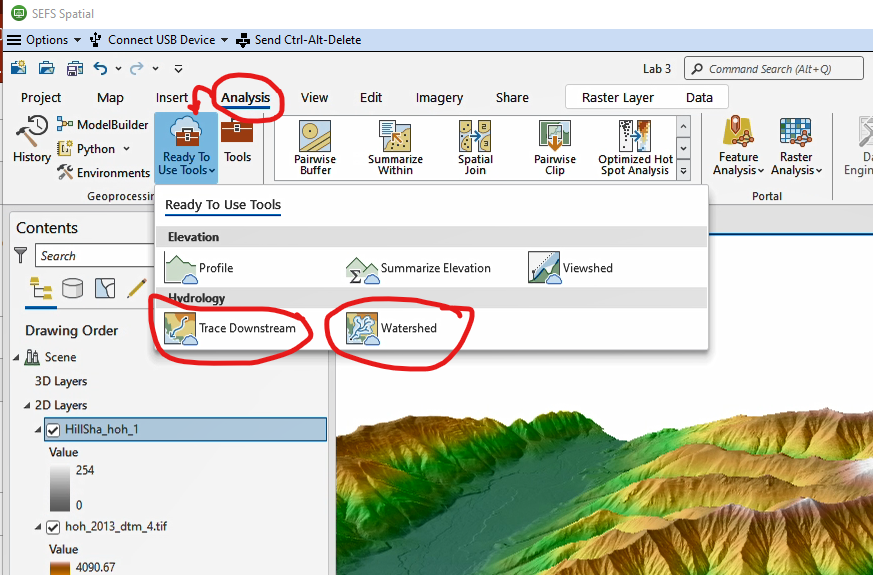 SEFS Spatial
Options Connect USB Device Send Ctrl-Alt-Delete
Lab 3 Command Search (Alt+Q)
Project Map Insert Analysis View Edit Imagery Share Raster Layer Data
History
ModelBuilder
Python
Environments
Ready To
Use Tools
Tools
Pairwise
Buffer
Summarize
Within
Spatial
Join
Pairwise
Clip
Optimized Hot
Spot Analysis
Feature
Analysis
Raster
Analysis
Da
Engin
Geoprocessin
Portal
Ready To Use Tools
Elevation
Profile Summarize Elevation Viewshed
Hydrology
Trace Downstream Watershed
Contents
Search
Drawing Order
Scene
3D Layers
2D Layers
HillSha_hoh_1
Value
254
0
hoh_2013_dtm_4.tif
Value
4090.67